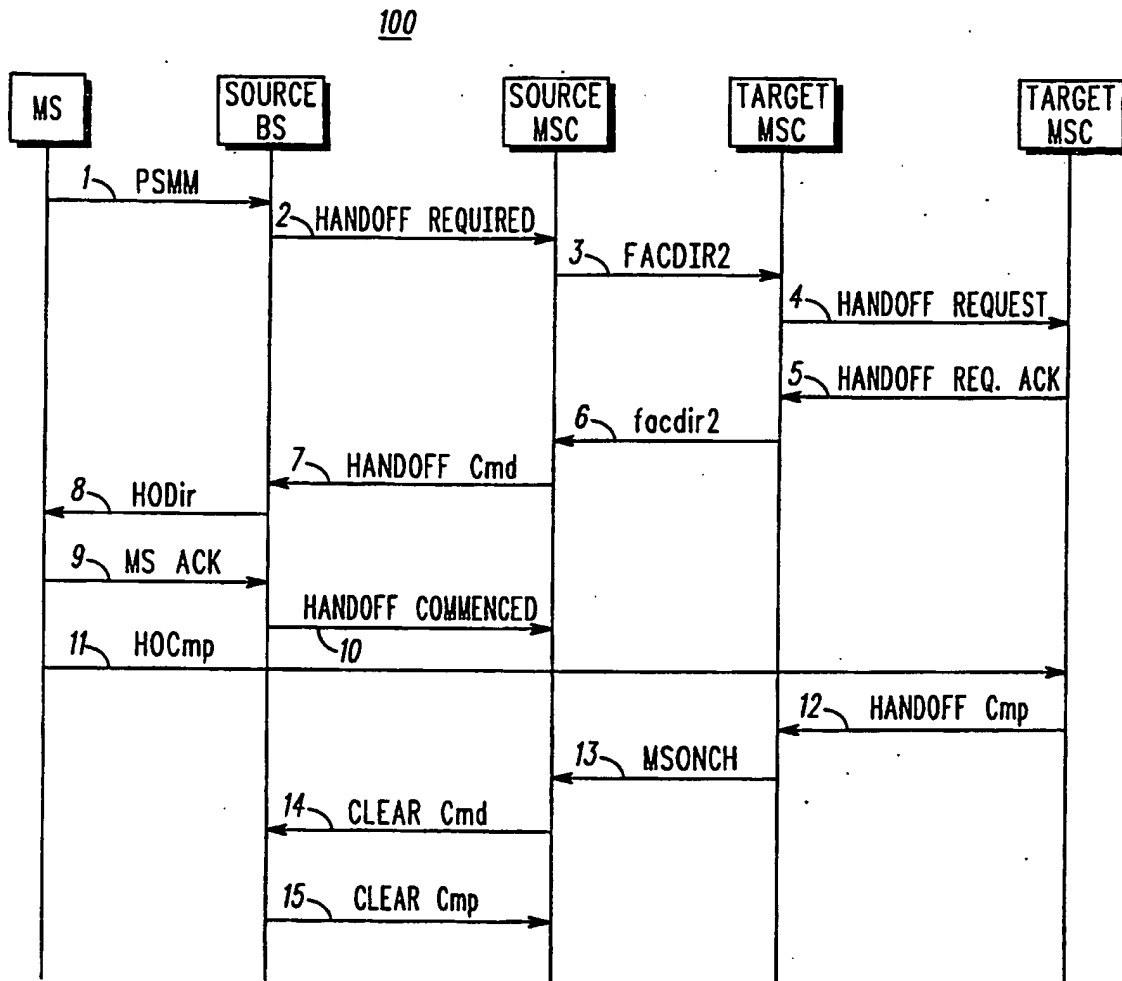 100
MS
SOURCE
BS
SOURCE
MSC
TARGET
MSC
TARGET
MSC
1 PSMM
2 HANDOFF REQUIRED
3 FACDIR2
4 HANDOFF REQUEST
5 HANDOFF REQ. ACK
6 facdir2
7 HANDOFF Cmd
8 HODir
9 MS ACK
HANDOFF COMMENCED
10
11 HOCmp
12 HANDOFF Cmp
13 MSONCH
14 CLEAR Cmd
15 CLEAR Cmp